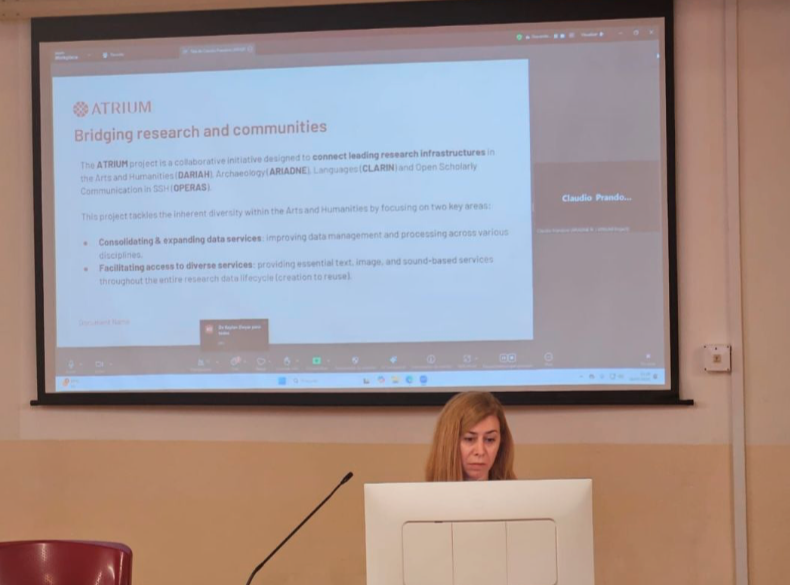 ATRIUM
Bridging research and communities
The ATRIUM project is a collaborative initiative designed to connect leading research infrastructures in
the Arts and Humanities (DARIAH), Archaeology (ARIADNE), Languages (CLARIN) and Open Scholarly
Communication in SSH (OPERAS).
This project tackles the inherent diversity within the Arts and Humanities by focusing on two key areas:
• Consolidating & expanding data services: improving data management and processing across various
disciplines.
• Facilitating access to diverse services: providing essential text, image, and sound-based services
throughout the entire research data lifecycle (creation to reuse).
Claudio Prando...